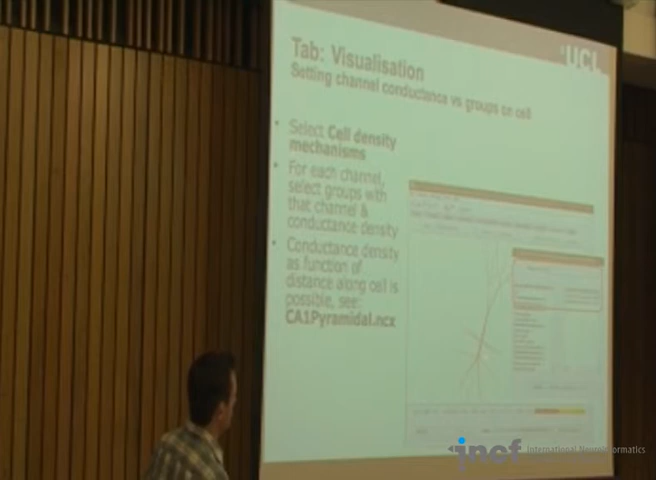 UCL
Tab: Visualisation
Setting channel conductance vs groups on cell
• Select Cell density
mechanisms
• For each channel,
select groups with
that channel &
conductance density
• Conductance density
as function of
distance along cell is
possible, see:
CA1Pyramidal.ncx
incf International Neuroinformatics